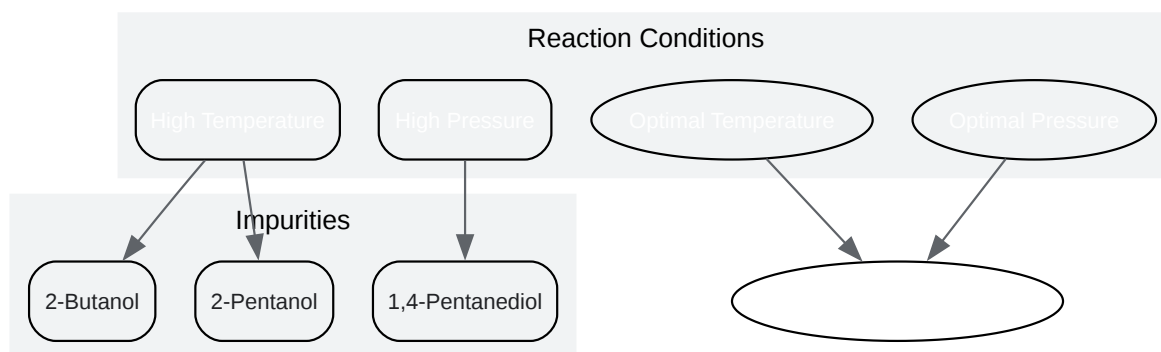 Reaction Conditions
High Temperature
High Pressure
Optimal Temperature
Optimal Pressure
Impurities
2-Butanol
2-Pentanol
1,4-Pentanediol